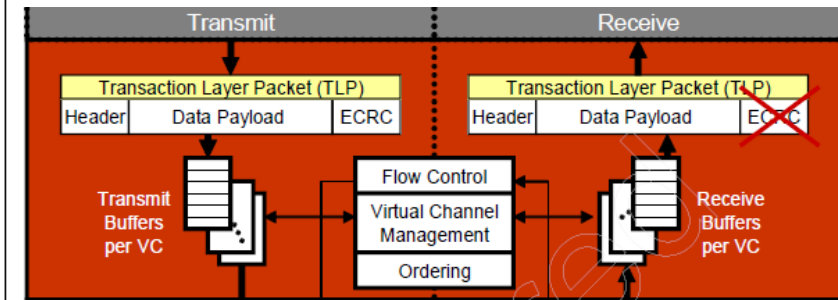 Transmit
Receive
Transaction Layer Packet (TLP)
Header Data Payload ECRC
Transaction Layer Packet (TLP)
Header Data Payload ECRC
Transmit
Buffers
per VC
Flow Control
Virtual Channel
Management
Ordering
Receive
Buffers
per VC